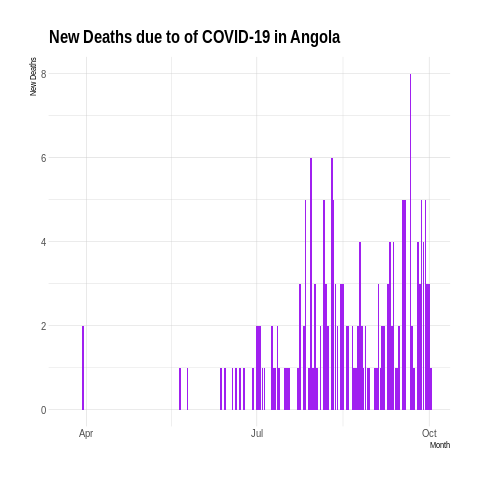 New Deaths due to of COVID-19 in Angola
New Deaths
8
6
4
2
0
Apr
Jul
Oct
Month